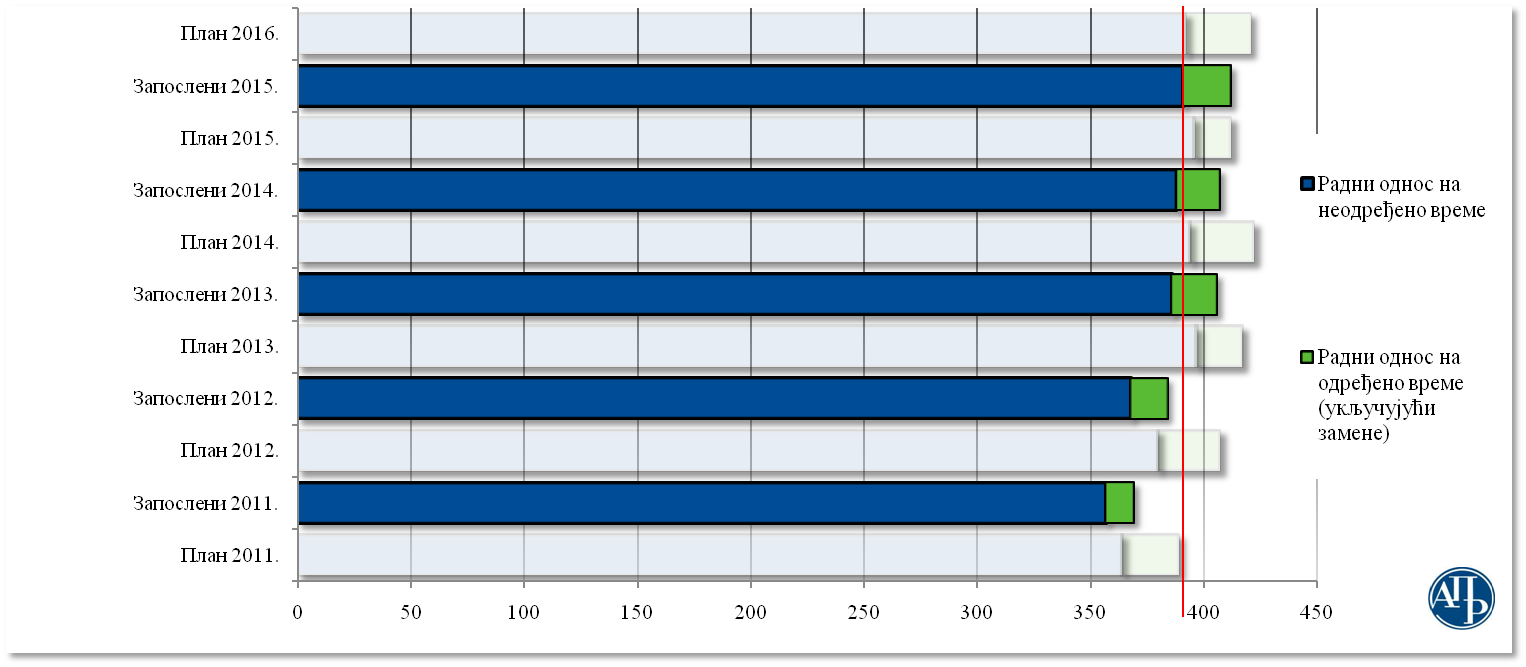 План 2016.
Запослени 2015.
План 2015.
Запослени 2014.
План 2014.
Запослени 2013.
План 2013.
Запослени 2012.
План 2012.
Запослени 2011.
План 2011.
0 50 100 150 200 250 300 350 400 450
Радни однос на
неодређено време
Радни однос на
одређено време
(укључујући
замене)
АПР